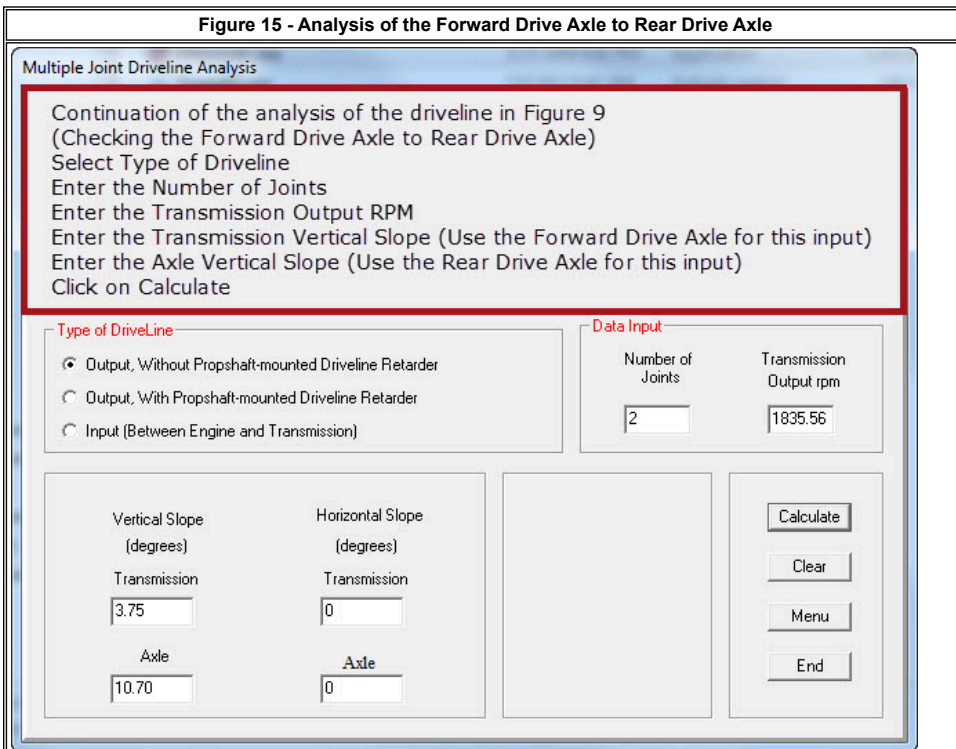 Figure 15 - Analysis of the Forward Drive Axle to Rear Drive Axle
Multiple Joint Driveline Analysis
Continuation of the analysis of the driveline in Figure 9
(Checking the Forward Drive Axle to Rear Drive Axle)
Select Type of Driveline
Enter the Number of Joints
Enter the Transmission Output RPM
Enter the Transmission Vertical Slope (Use the Forward Drive Axle for this input)
Enter the Axle Vertical Slope (Use the Rear Drive Axle for this input)
Click on Calculate
Type of DriveLine
Output, Without Propshaft-mounted Driveline Retarder
Output, With Propshaft-mounted Driveline Retarder
Input (Between Engine and Transmission)
Data Input
Number of
Joints
2
Transmission
Output rpm
1835.56
Vertical Slope
(degrees)
Transmission
3.75
Axle
10.70
Horizontal Slope
(degrees)
Transmission
0
Axle
0
Calculate
Clear
Menu
End